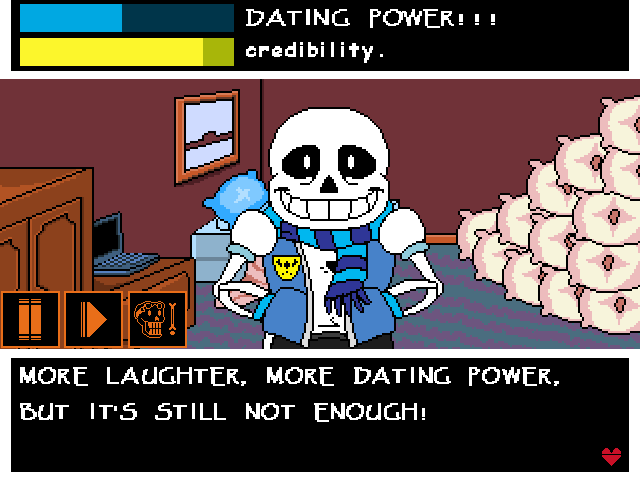 DATING POWER!!!
credibility.
MORE LAUGHTER, MORE DATING POWER,
BUT IT'S STILL NOT ENOUGH!